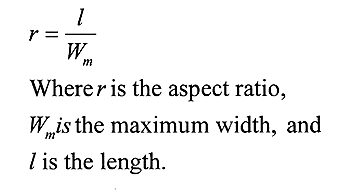 r = l / W_m
Where r is the aspect ratio,
W_m is the maximum width, and
l is the length.